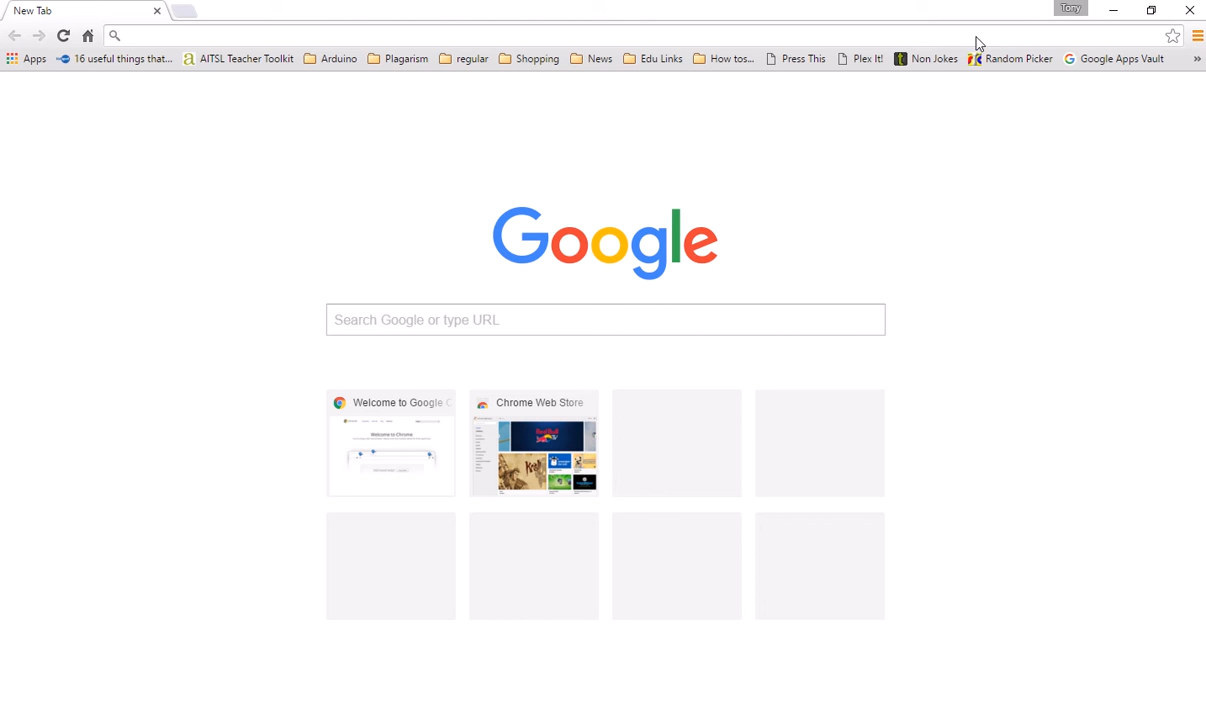 New Tab
Tony
Apps 16 useful things that... AITSL Teacher Toolkit Arduino Plagarism regular Shopping News Edu Links How tos... Press This Plex It! Non Jokes Random Picker Google Apps Vault »
Google
Search Google or type URL
Welcome to Google Chrome Web Store
Welcome to Chrome